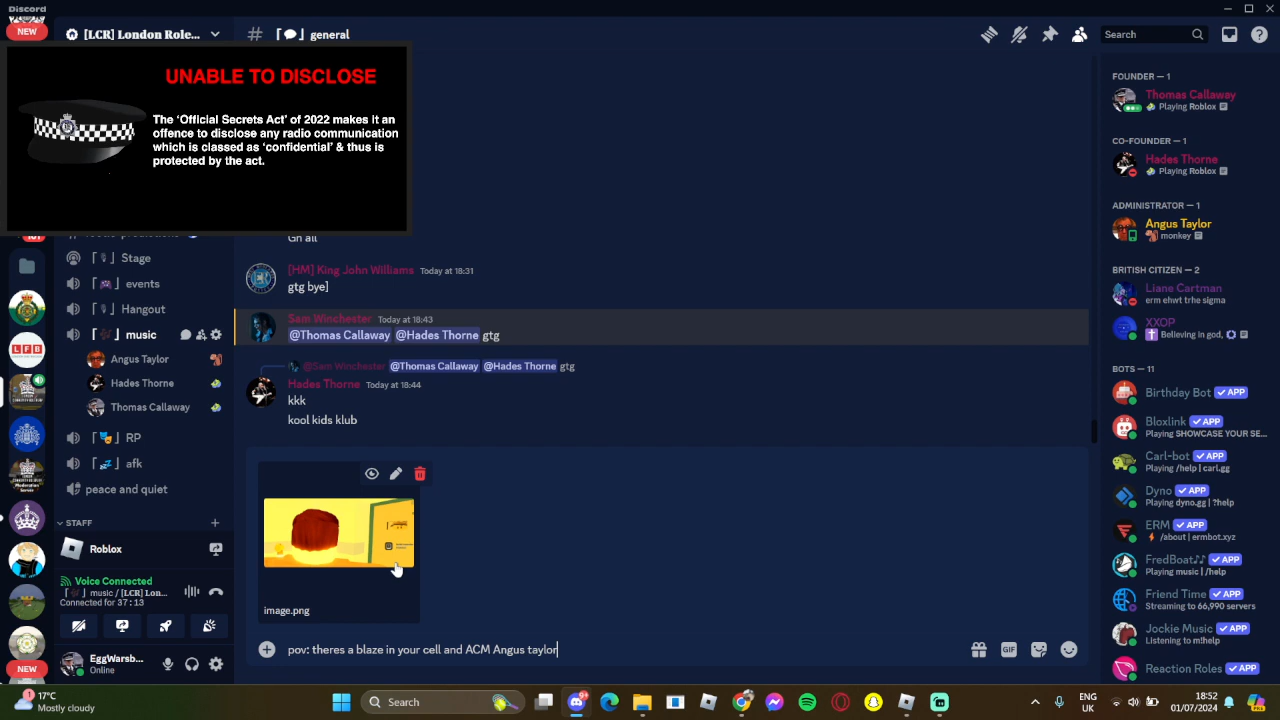 Discord
NEW
[LCR] London Role...
general
Search
UNABLE TO DISCLOSE
The 'Official Secrets Act' of 2022 makes it an
offence to disclose any radio communication
which is classed as 'confidential' & thus is
protected by the act.
Stage
events
Hangout
music
Angus Taylor
Hades Thorne
Thomas Callaway
RP
afk
peace and quiet
STAFF
Roblox
Voice Connected
music / [LCR] Lon...
Connected for 37:13
EggWarsb...
Online
LFB
NEW
Gn all
[HM] King John Williams Today at 18:31
gtg bye]
Sam Winchester Today at 18:43
@Thomas Callaway @Hades Thorne gtg
@Sam Winchester @Thomas Callaway @Hades Thorne gtg
Hades Thorne Today at 18:44
kkk
kool kids klub
image.png
pov: theres a blaze in your cell and ACM Angus taylor
GIF
FOUNDER — 1
Thomas Callaway
Playing Roblox
CO-FOUNDER — 1
Hades Thorne
Playing Roblox
ADMINISTRATOR — 1
Angus Taylor
monkey
BRITISH CITIZEN — 2
Liane Cartman
erm ehwt trhe sigma
XXOP
Believing in god,
BOTS — 11
Birthday Bot APP
Bloxlink APP
Playing SHOWCASE YOUR SE...
Carl-bot APP
Playing /help | carl.gg
Dyno APP
Playing dyno.gg | ?help
ERM APP
/about | ermbot.xyz
FredBoat♪♪ APP
Playing music | /help
Friend Time APP
Streaming to 66,990 servers
Jockie Music APP
Listening to m!help
Reaction Roles APP
17°C
Mostly cloudy
Search
ENG
UK
18:52
01/07/2024